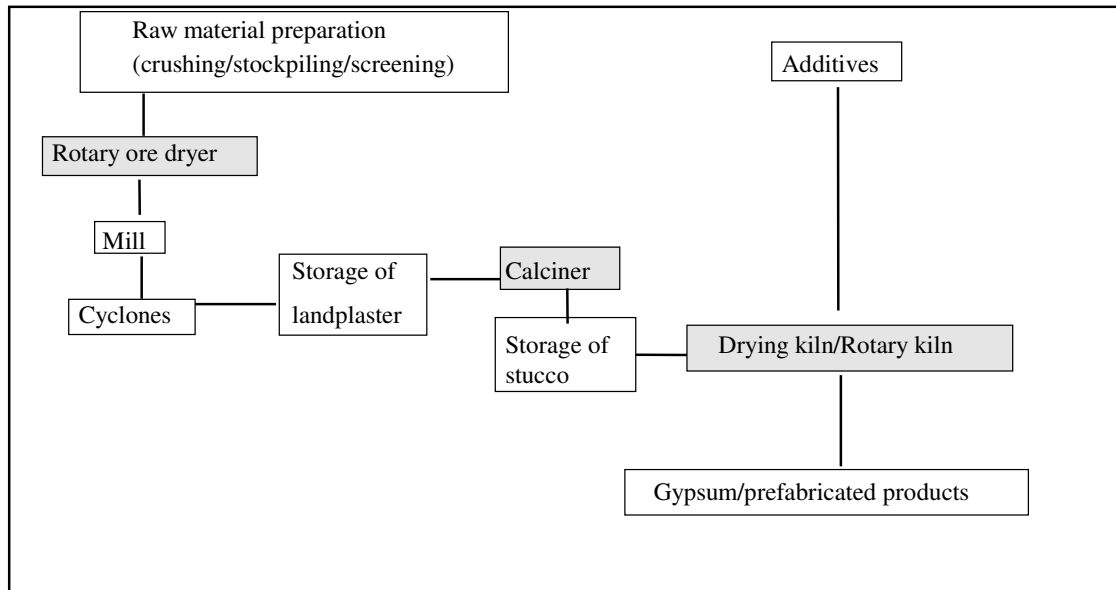 Raw material preparation
(crushing/stockpiling/screening)
Additives
Rotary ore dryer
Mill
Cyclones
Storage of
landplaster
Calciner
Storage of
stucco
Drying kiln/Rotary kiln
Gypsum/prefabricated products